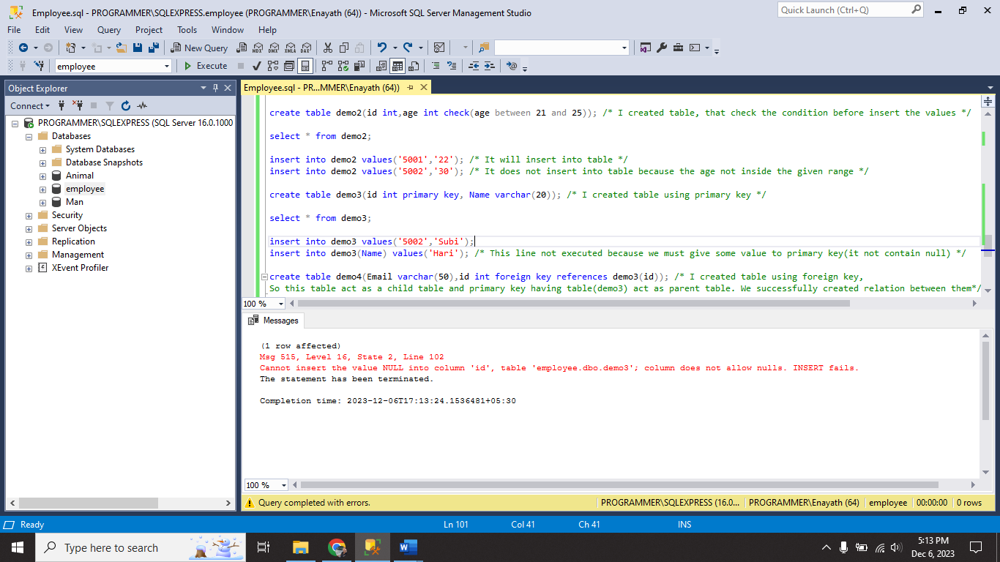 Employee.sql - PROGRAMMER\SQLEXPRESS.employee (PROGRAMMER\Enayath (64)) - Microsoft SQL Server Management Studio
Quick Launch (Ctrl+Q)
File Edit View Query Project Tools Window Help
New Query
MDX DMX XMLA DAX
employee
Execute
Object Explorer
Connect
PROGRAMMER\SQLEXPRESS (SQL Server 16.0.1000
Databases
System Databases
Database Snapshots
Animal
employee
Man
Security
Server Objects
Replication
Management
XEvent Profiler
Employee.sql - PR...MMER\Enayath (64))
create table demo2(id int,age int check(age between 21 and 25)); /* I created table, that check the condition before insert the values */
select * from demo2;
insert into demo2 values('5001','22'); /* It will insert into table */
insert into demo2 values('5002','30'); /* It does not insert into table because the age not inside the given range */
create table demo3(id int primary key, Name varchar(20)); /* I created table using primary key */
select * from demo3;
insert into demo3 values('5002','Subi');
insert into demo3(Name) values('Hari'); /* This line not executed because we must give some value to primary key(it not contain null) */
create table demo4(Email varchar(50),id int foreign key references demo3(id)); /* I created table using foreign key,
So this table act as a child table and primary key having table(demo3) act as parent table. We successfully created relation between them*/
100 %
Messages
(1 row affected)
Msg 515, Level 16, State 2, Line 102
Cannot insert the value NULL into column 'id', table 'employee.dbo.demo3'; column does not allow nulls. INSERT fails.
The statement has been terminated.
Completion time: 2023-12-06T17:13:24.1536481+05:30
100 %
Query completed with errors.
PROGRAMMER\SQLEXPRESS (16.0... PROGRAMMER\Enayath (64) employee 00:00:00 0 rows
Ready
Ln 101 Col 41 Ch 41 INS
Type here to search
5:13 PM
Dec 6, 2023